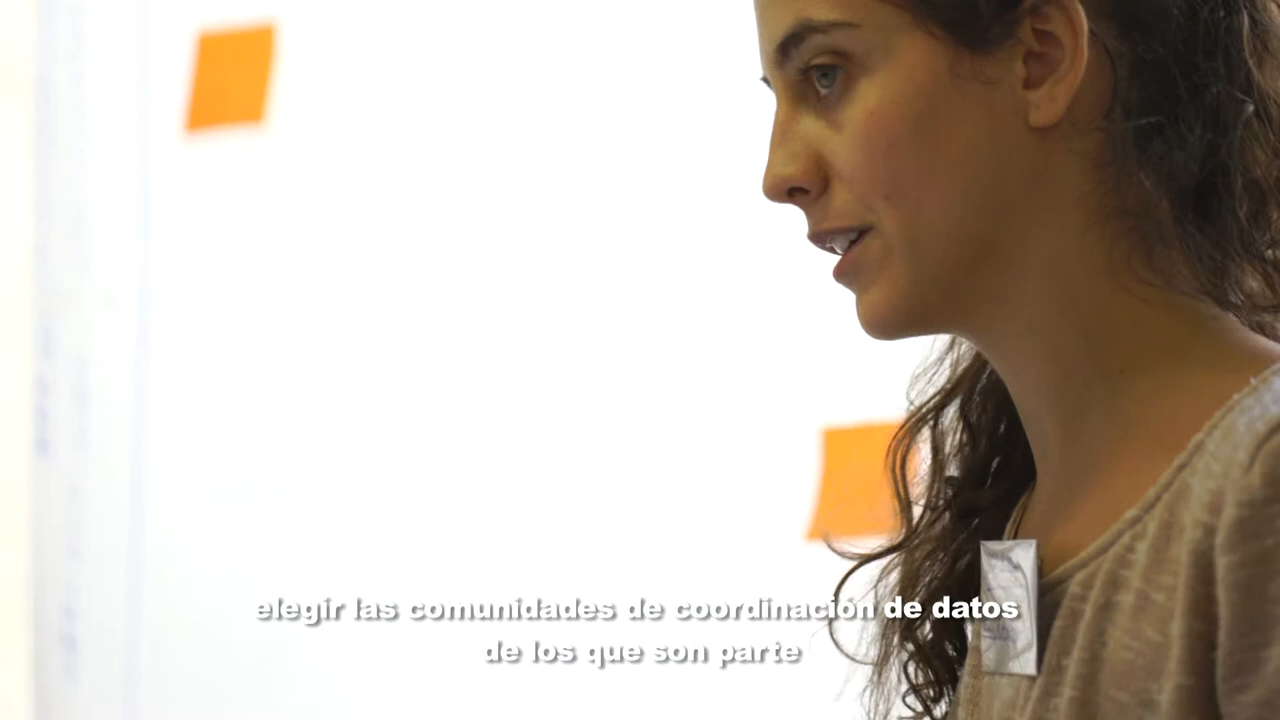 elegir las comunidades de coordinación de datos
de los que son parte